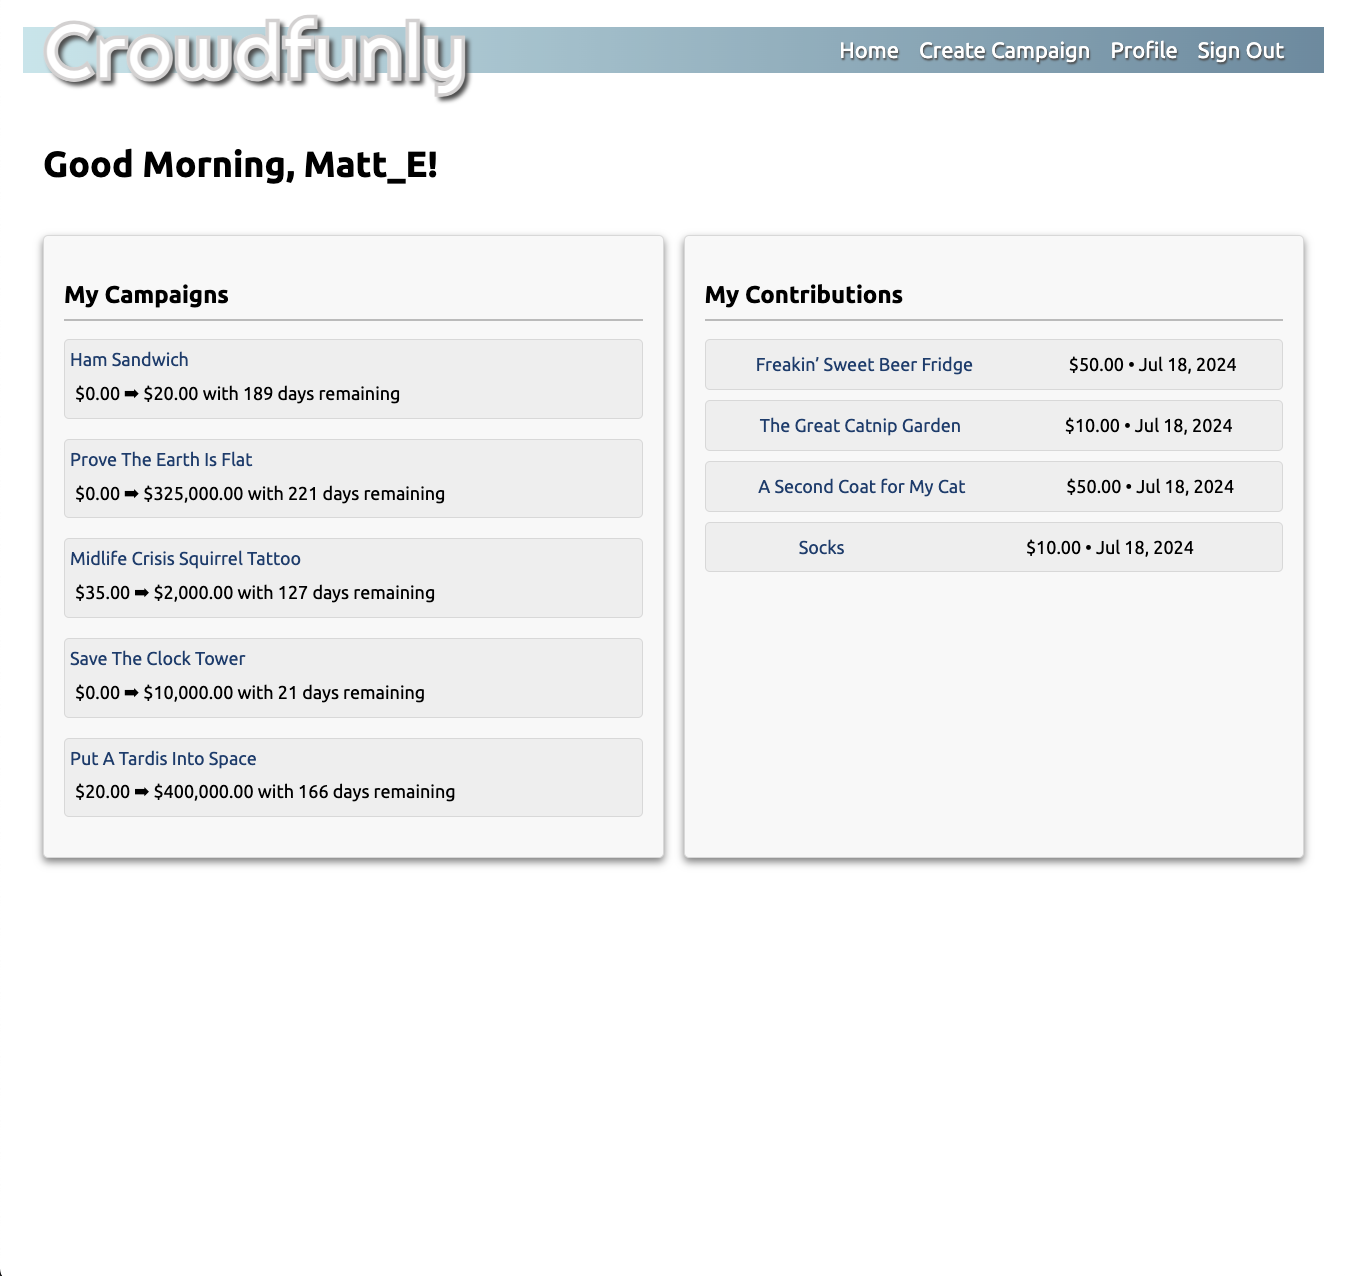 Crowdfunly
Home Create Campaign Profile Sign Out
Good Morning, Matt_E!
My Campaigns
Ham Sandwich
$0.00 ➡ $20.00 with 189 days remaining
Prove The Earth Is Flat
$0.00 ➡ $325,000.00 with 221 days remaining
Midlife Crisis Squirrel Tattoo
$35.00 ➡ $2,000.00 with 127 days remaining
Save The Clock Tower
$0.00 ➡ $10,000.00 with 21 days remaining
Put A Tardis Into Space
$20.00 ➡ $400,000.00 with 166 days remaining
My Contributions
Freakin’ Sweet Beer Fridge $50.00 • Jul 18, 2024
The Great Catnip Garden $10.00 • Jul 18, 2024
A Second Coat for My Cat $50.00 • Jul 18, 2024
Socks $10.00 • Jul 18, 2024